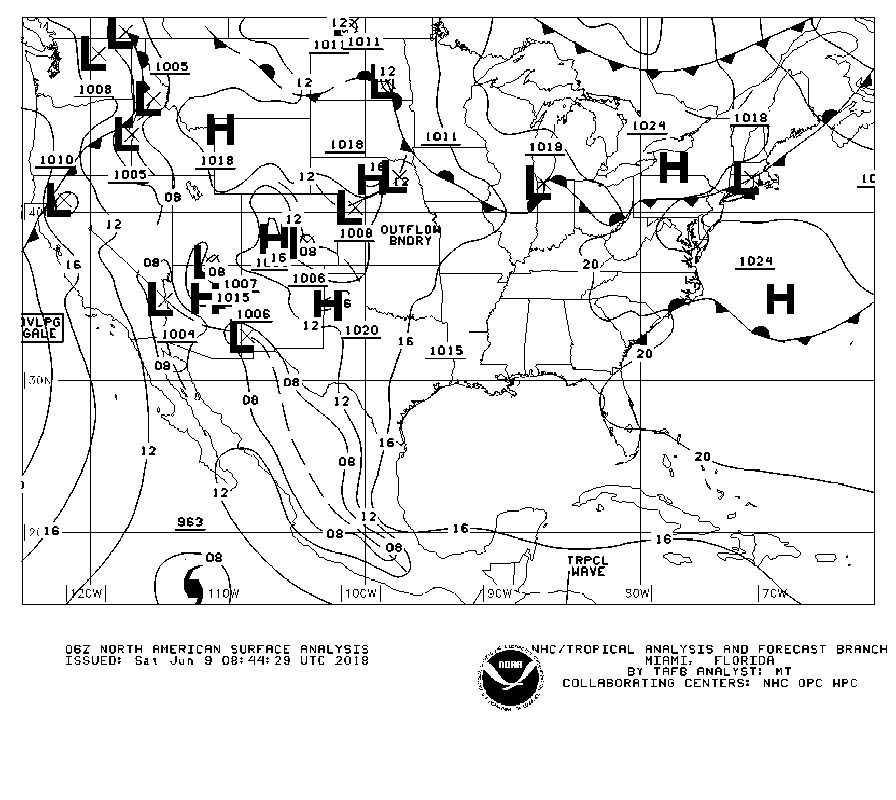 12
1011 1011
1005
12
12
1008
1011
1018
1024
1018
1010
1018
1018
16
12
1005
12
08
40
12
12
OUTFLOW
BNDRY
1008
08
16
08
08
16
20
1024
1007
1006
1015
1006
12
1020
DVLPG
GALE
1004
16
1015
20
08
30N
08
08
12
16
12
20
08
12
12
963
16
08
16
16
08
08
TRPCL
WAVE
120W
110W
100W
90W
80W
70W
06Z NORTH AMERICAN SURFACE ANALYSIS
ISSUED: Sat Jun 9 08:44:29 UTC 2018
NOAA
NHC/TROPICAL ANALYSIS AND FORECAST BRANCH
MIAMI, FLORIDA
BY TAFB ANALYST: MT
COLLABORATING CENTERS: NHC OPC WPC